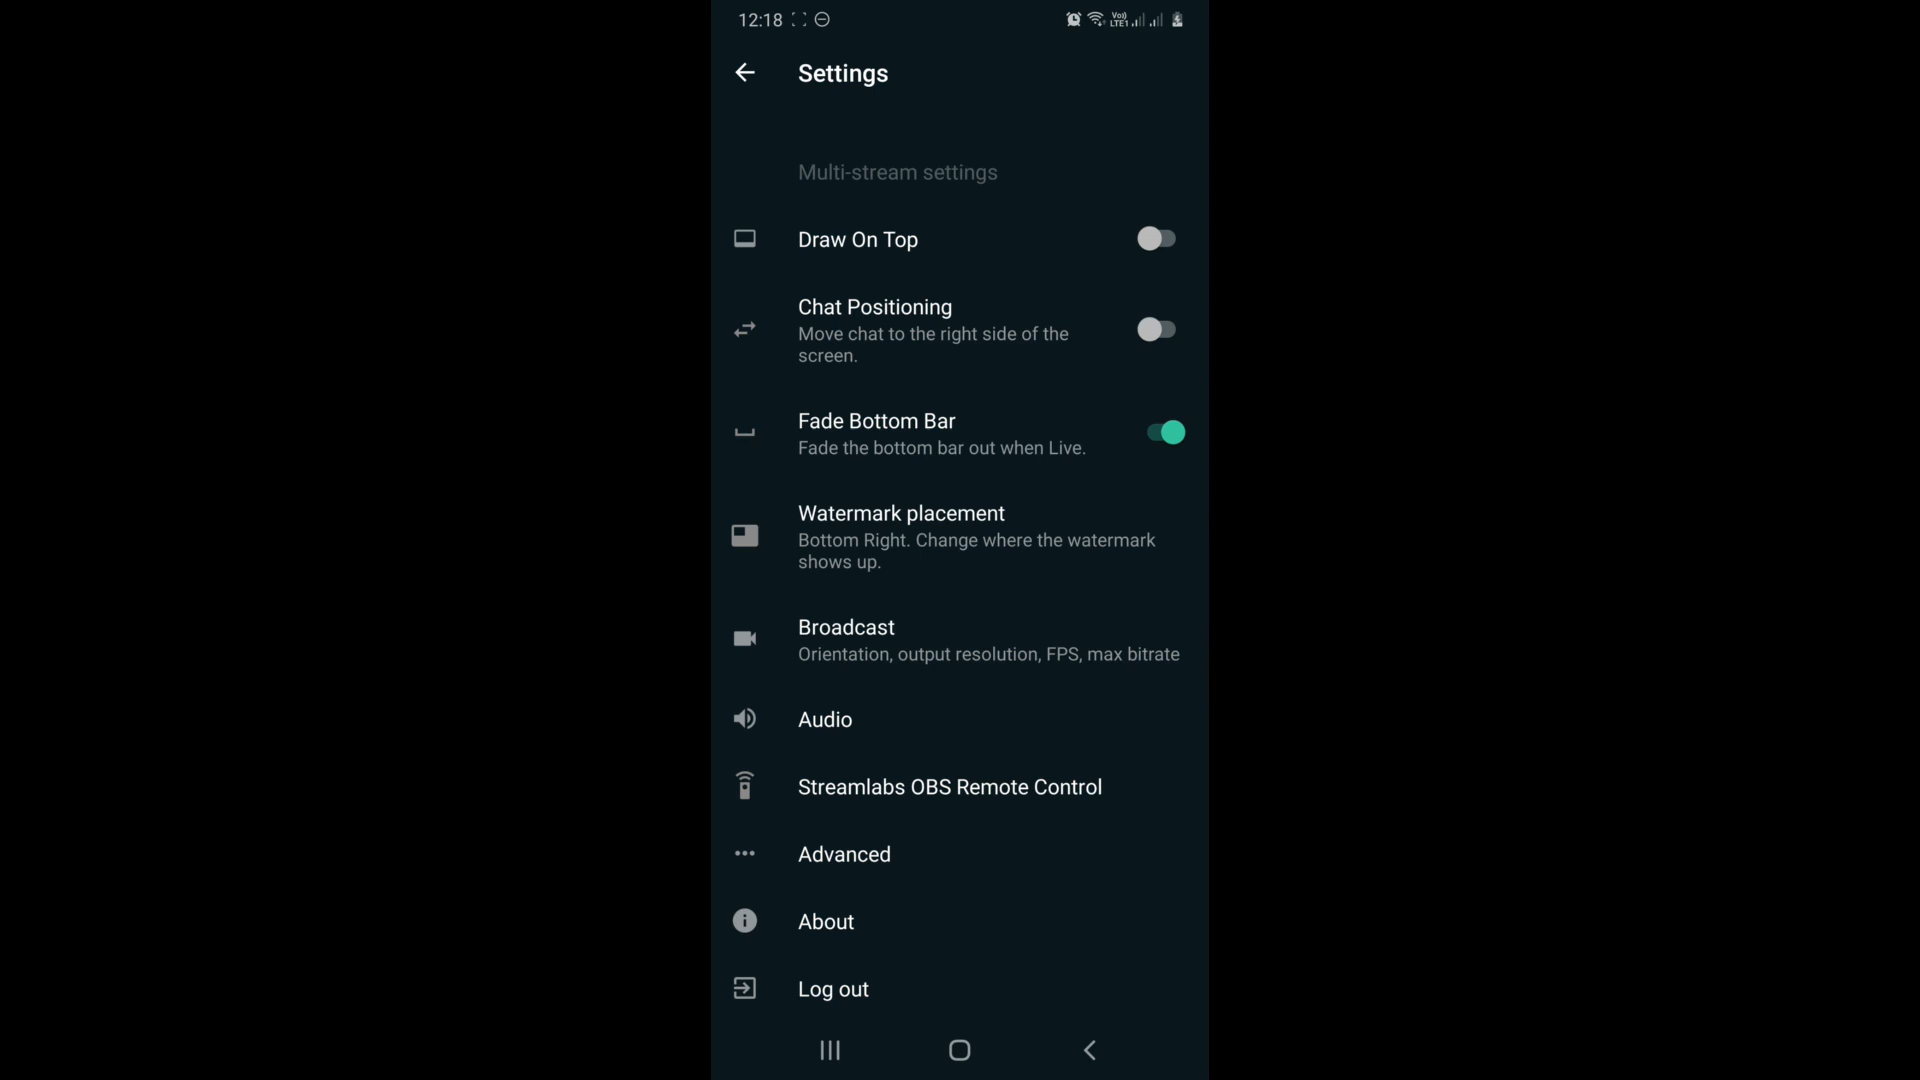 12:18
Vo)) LTE1
Settings
Multi-stream settings
Draw On Top
Chat Positioning
Move chat to the right side of the
screen.
Fade Bottom Bar
Fade the bottom bar out when Live.
Watermark placement
Bottom Right. Change where the watermark
shows up.
Broadcast
Orientation, output resolution, FPS, max bitrate
Audio
Streamlabs OBS Remote Control
Advanced
About
Log out